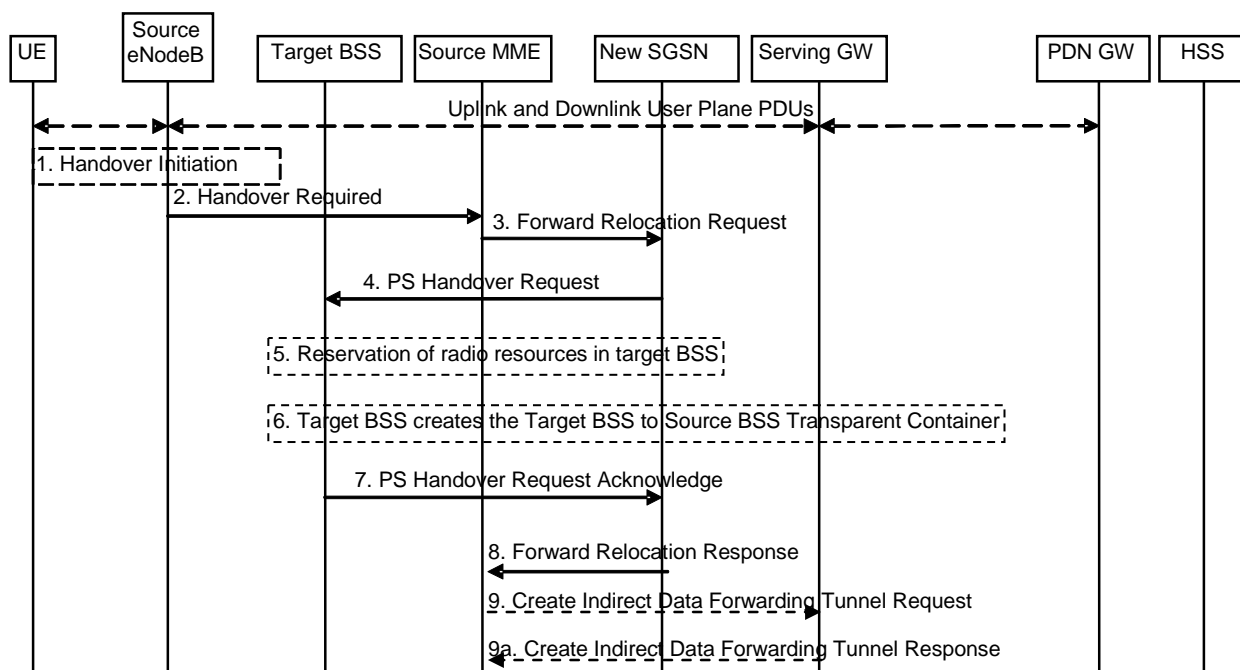 Source
eNodeB
UE
Target BSS
Source MME
New SGSN
Serving GW
PDN GW
HSS
Uplink and Downlink User Plane PDUs
1. Handover Initiation
2. Handover Required
3. Forward Relocation Request
4. PS Handover Request
5. Reservation of radio resources in target BSS
6. Target BSS creates the Target BSS to Source BSS Transparent Container
7. PS Handover Request Acknowledge
8. Forward Relocation Response
9. Create Indirect Data Forwarding Tunnel Request
9a. Create Indirect Data Forwarding Tunnel Response